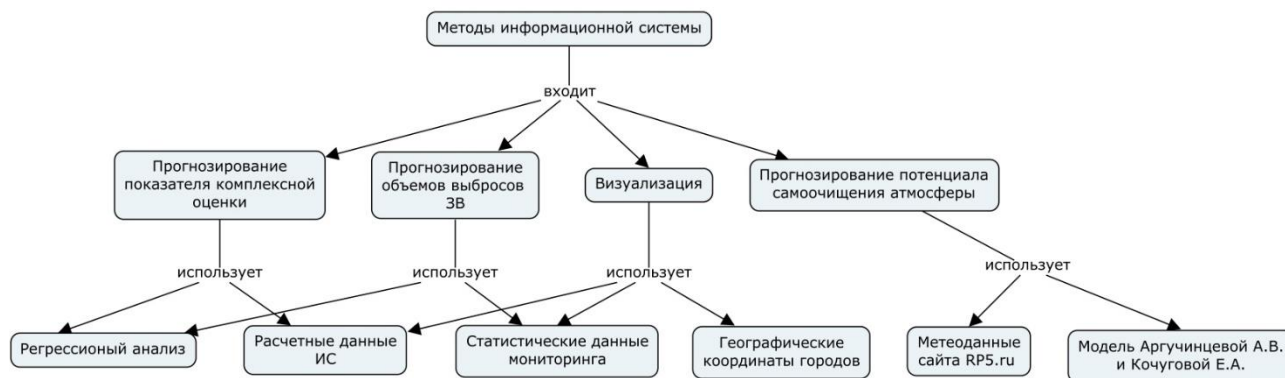 Методы информационной системы
входит
Прогнозирование
показателя комплексной
оценки
Прогнозирование
объемов выбросов
ЗВ
Визуализация
Прогнозирование потенциала
самоочищения атмосферы
использует
использует
использует
использует
Регрессионый анализ
Расчетные данные
ИС
Статистические данные
мониторинга
Географические
координаты городов
Метеоданные
сайта RP5.ru
Модель Аргучинцевой А.В.
и Кочуговой Е.А.